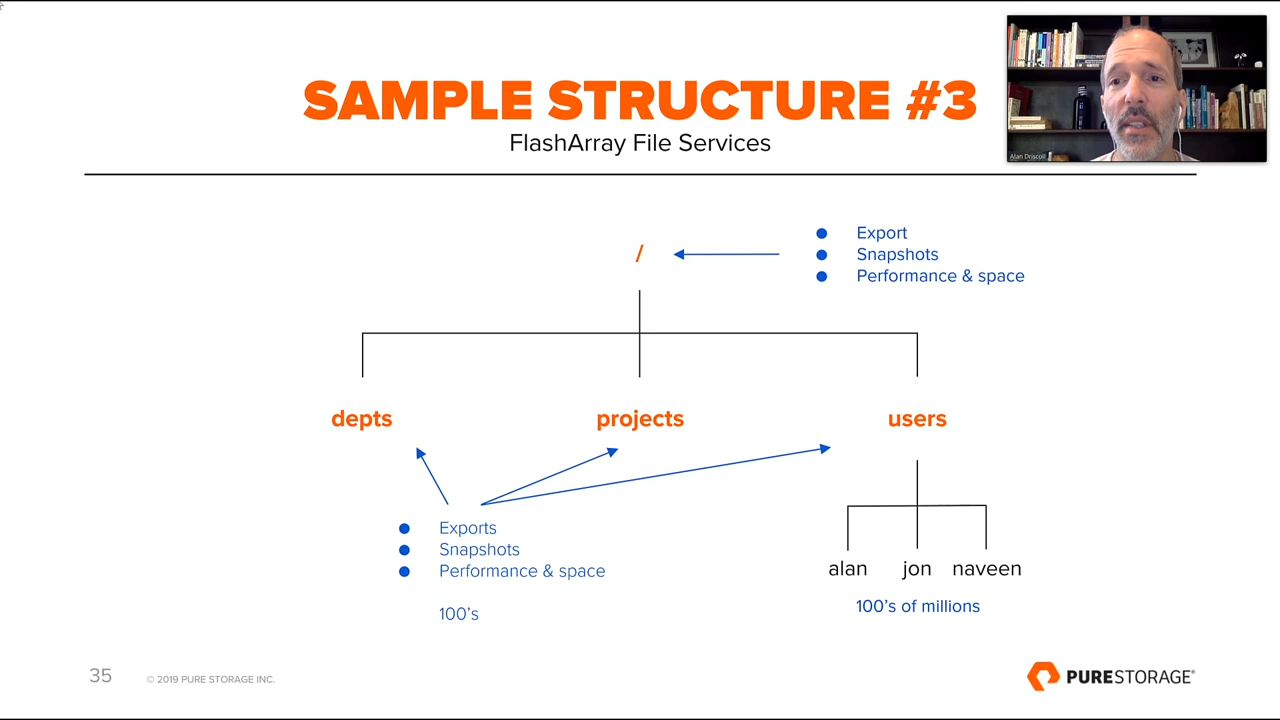 SAMPLE STRUCTURE #3
FlashArray File Services
Alan Driscoll
/
● Export
● Snapshots
● Performance & space
depts
projects
users
● Exports
● Snapshots
● Performance & space
100's
alan
jon
naveen
100's of millions
35
© 2019 PURE STORAGE INC.
PURESTORAGE®